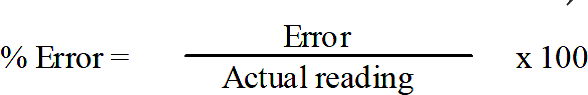 % Error = Error / Actual reading x 100